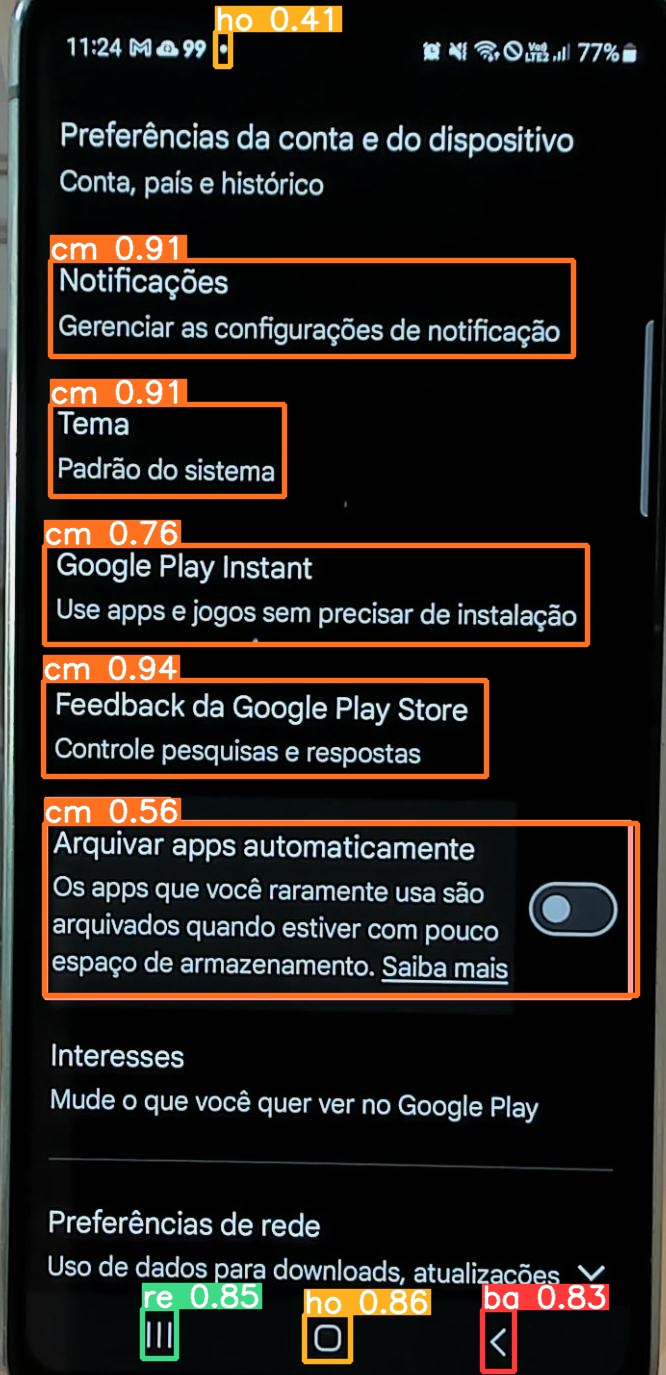 ho 0.41
11:24 99 77%
Preferências da conta e do dispositivo
Conta, país e histórico
cm 0.91
Notificações
Gerenciar as configurações de notificação
cm 0.91
Tema
Padrão do sistema
cm 0.76
Google Play Instant
Use apps e jogos sem precisar de instalação
cm 0.94
Feedback da Google Play Store
Controle pesquisas e respostas
cm 0.56
Arquivar apps automaticamente
Os apps que você raramente usa são
arquivados quando estiver com pouco
espaço de armazenamento. Saiba mais
Interesses
Mude o que você quer ver no Google Play
Preferências de rede
Uso de dados para downloads, atualizações
re 0.85 ho 0.86 ba 0.83